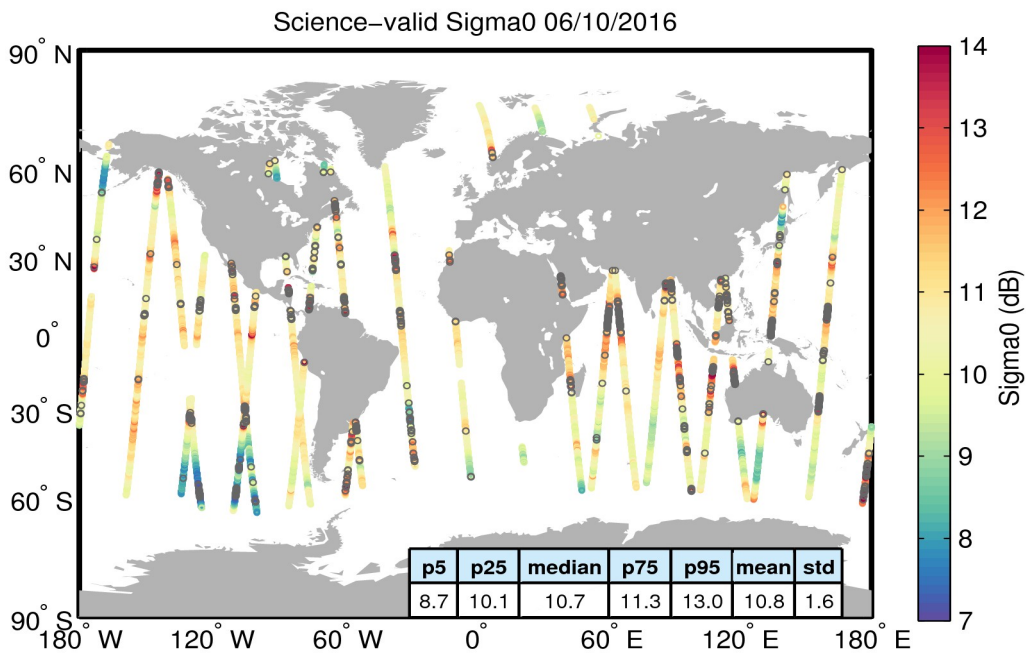 Science−valid Sigma0 06/10/2016
90° N
60° N
30° N
0°
30° S
60° S
90° S
180° W
120° W
60° W
0°
60° E
120° E
180° E
p5 p25 median p75 p95 mean std
8.7 10.1 10.7 11.3 13.0 10.8 1.6
14
13
12
11
10
9
8
7
Sigma0 (dB)